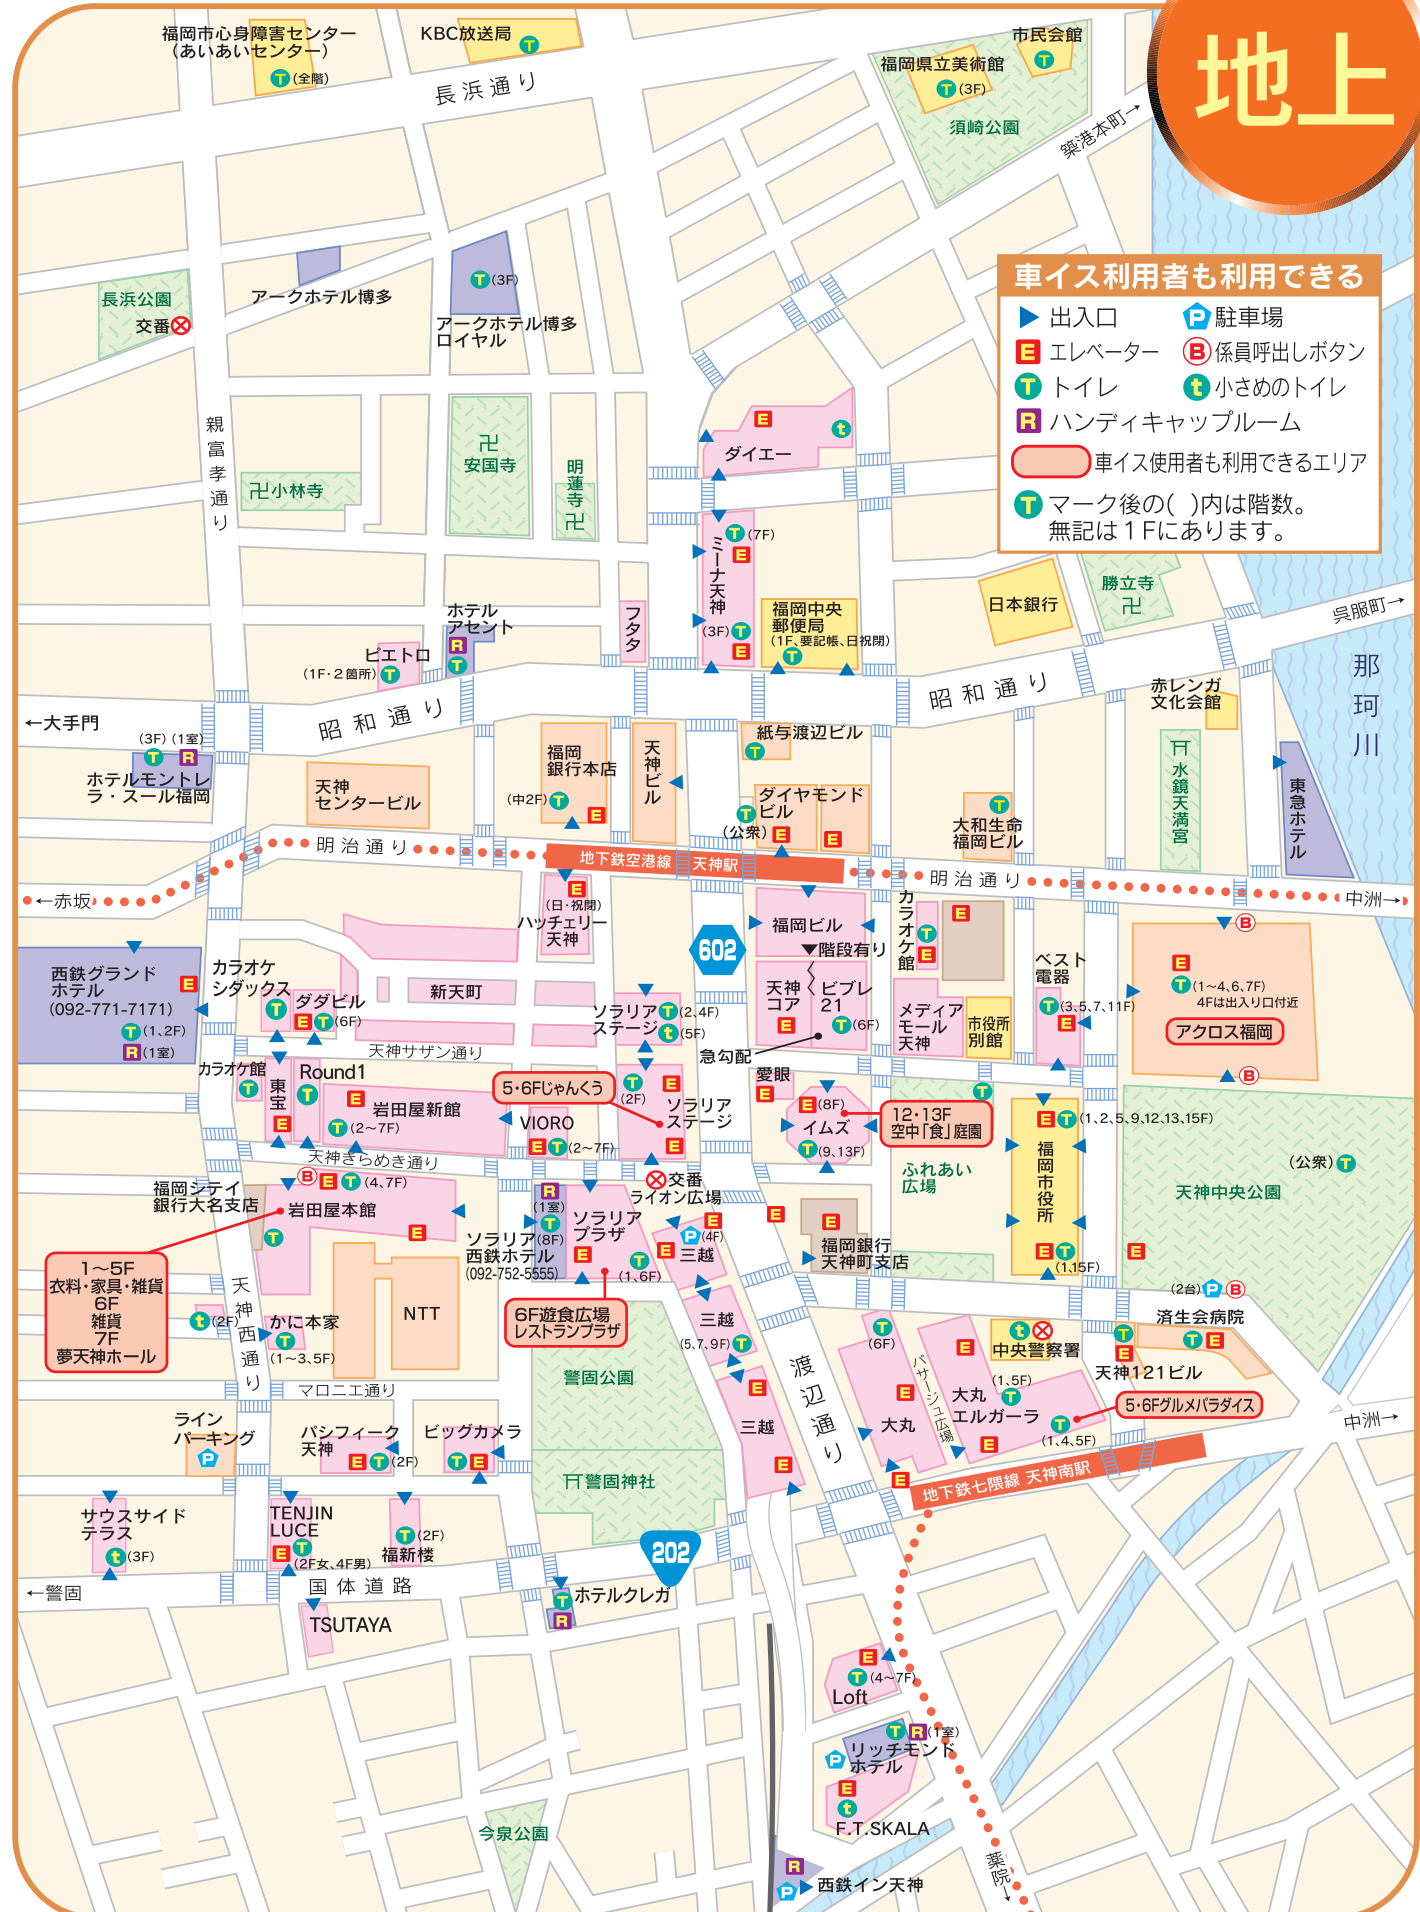 地上
福岡市心身障害センター
(あいあいセンター)
T(全階)
KBC放送局
T
長浜通り
市民会館
T
福岡県立美術館
T(3F)
須崎公園
築港本町→
車イス利用者も利用できる
出入口
P駐車場
Eエレベーター
B係員呼出しボタン
Tトイレ
t小さめのトイレ
Rハンディキャップルーム
車イス使用者も利用できるエリア
Tマーク後の( )内は階数。
無記は1Fにあります。
長浜公園
交番
アークホテル博多
T(3F)
アークホテル博多
ロイヤル
親富孝通り
小林寺
安国寺
明蓮寺
E
t
ダイエー
T(7F)
E
ミーナ天神
(3F)T
E
福岡中央
郵便局
(1F、要記帳、日祝閉)
T
日本銀行
勝立寺
呉服町→
那珂川
フタタ
ホテル
アセント
R
T
ピエトロ
(1F・2箇所)T
昭和通り
昭和通り
←大手門
(3F)(1室)
T R
ホテルモントレ
ラ・スール福岡
天神
センタービル
福岡
銀行本店
(中2F)T
E
天神ビル
紙与渡辺ビル
T
ダイヤモンド
ビル
T
(公衆)E
E
赤レンガ
文化会館
水鏡天満宮
東急ホテル
T
大和生命
福岡ビル
明治通り
地下鉄空港線 天神駅
明治通り
←赤坂
中洲→
E
(日・祝閉)
ハッチェリー
天神
602
福岡ビル
▼階段有り
天神
コア
E
ビブレ
21
T(6F)
急勾配
カラオケ館
T
E
E
メディア
モール
天神
市役所
別館
ベスト
電器
T(3、5、7、11F)
E
B
E
T(1~4、6、7F)
4Fは出入り口付近
アクロス福岡
B
西鉄グランド
ホテル
(092-771-7171)
E
T(1、2F)
R(1室)
カラオケ
シダックス
T
ダダビル
E T(6F)
新天町
天神サザン通り
ソラリア
ステージ
T(2、4F)
t(5F)
カラオケ館
T
東宝
E
Round1
T
E
岩田屋新館
T(2~7F)
5・6Fじゃんくう
VIORO
E T(2~7F)
T
(2F)
E
ソラリア
ステージ
E
愛眼
E
E(8F)
イムズ
T(9、13F)
12・13F
空中「食」庭園
T
ふれあい
広場
E T(1、2、5、9、12、13、15F)
福岡市役所
E T
(1、15F)
(公衆)T
天神中央公園
E
(2台)P B
天神きらめき通り
福岡シテイ
銀行大名支店
B E T(4、7F)
岩田屋本館
E
T
1~5F
衣料・家具・雑貨
6F
雑貨
7F
夢天神ホール
R
(1室)
T
(8F)
ソラリア
西鉄ホテル
(092-752-5555)
ソラリア
プラザ
E
T
(1、6F)
6F遊食広場
レストランプラザ
交番
ライオン広場
E
P(4F)
E
三越
三越
(5、7、9F)T
E
三越
E
E
E
福岡銀行
天神町支店
NTT
天神西通り
t(2F)
かに本家
T
(1~3、5F)
マロニエ通り
警固公園
警固神社
渡辺通り
T
(6F)
E
大丸
パサージュ広場
E
大丸
エルガーラ
(1、5F)
T
T
(1、4、5F)
E
E
t
中央警察署
T
E
天神121ビル
済生会病院
T E
5・6Fグルメパラダイス
地下鉄七隈線 天神南駅
中洲→
ライン
パーキング
P
パシフィーク
天神
E T(2F)
ビッグカメラ
T E
サウスサイド
テラス
t(3F)
TENJIN
LUCE
E T
(2F女、4F男)
T(2F)
福新楼
202
←警固
国体道路
TSUTAYA
ホテルクレガ
T
R
E
T(4~7F)
Loft
T R(1室)
リッチモンド
ホテル
P
E
t
F.T.SKALA
今泉公園
R
P
西鉄イン天神
薬院→